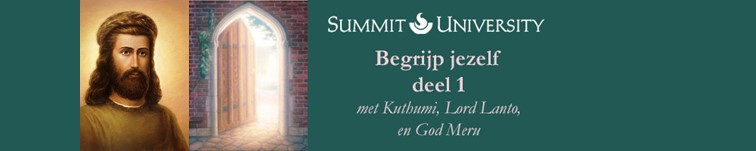 SUMMIT UNIVERSITY
Begrijp jezelf
deel 1
met Kuthumi, Lord Lanto,
en God Meru